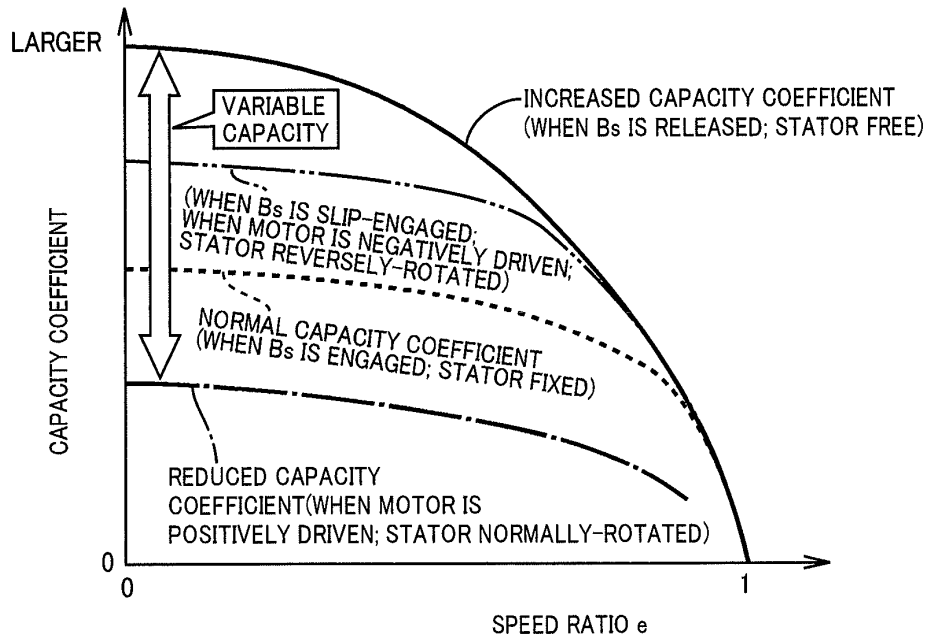 LARGER
VARIABLE
CAPACITY
INCREASED CAPACITY COEFFICIENT
(WHEN Bs IS RELEASED; STATOR FREE)
(WHEN Bs IS SLIP-ENGAGED;
WHEN MOTOR IS NEGATIVELY DRIVEN;
STATOR REVERSELY-ROTATED)
NORMAL CAPACITY COEFFICIENT
(WHEN Bs IS ENGAGED; STATOR FIXED)
CAPACITY COEFFICIENT
REDUCED CAPACITY
COEFFICIENT(WHEN MOTOR IS
POSITIVELY DRIVEN; STATOR NORMALLY-ROTATED)
0
0
1
SPEED RATIO e